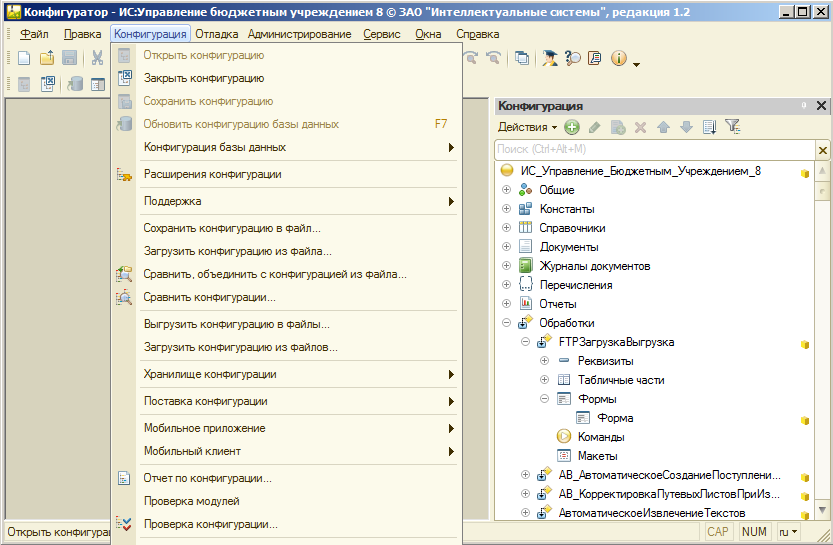 Конфигуратор - ИС:Управление бюджетным учреждением 8 © ЗАО "Интеллектуальные системы", редакция 1.2
Файл Правка Конфигурация Отладка Администрирование Сервис Окна Справка
Открыть конфигурацию
Закрыть конфигурацию
Сохранить конфигурацию
Обновить конфигурацию базы данных F7
Конфигурация базы данных
Расширения конфигурации
Поддержка
Сохранить конфигурацию в файл...
Загрузить конфигурацию из файла...
Сравнить, объединить с конфигурацией из файла...
Сравнить конфигурации...
Выгрузить конфигурацию в файлы...
Загрузить конфигурацию из файлов...
Хранилище конфигурации
Поставка конфигурации
Мобильное приложение
Мобильный клиент
Отчет по конфигурации...
Проверка модулей
Проверка конфигурации...
Конфигурация
Действия
Поиск (Ctrl+Alt+M)
ИС_Управление_Бюджетным_Учреждением_8
Общие
Константы
Справочники
Документы
Журналы документов
Перечисления
Отчеты
Обработки
FTPЗагрузкаВыгрузка
Реквизиты
Табличные части
Формы
Форма
Команды
Макеты
АВ_АвтоматическоеСозданиеПоступлени...
АВ_КорректировкаПутевыхЛистовПриИз...
АвтоматическоеИзвлечениеТекстов
Открыть конфигура
CAP NUM ru